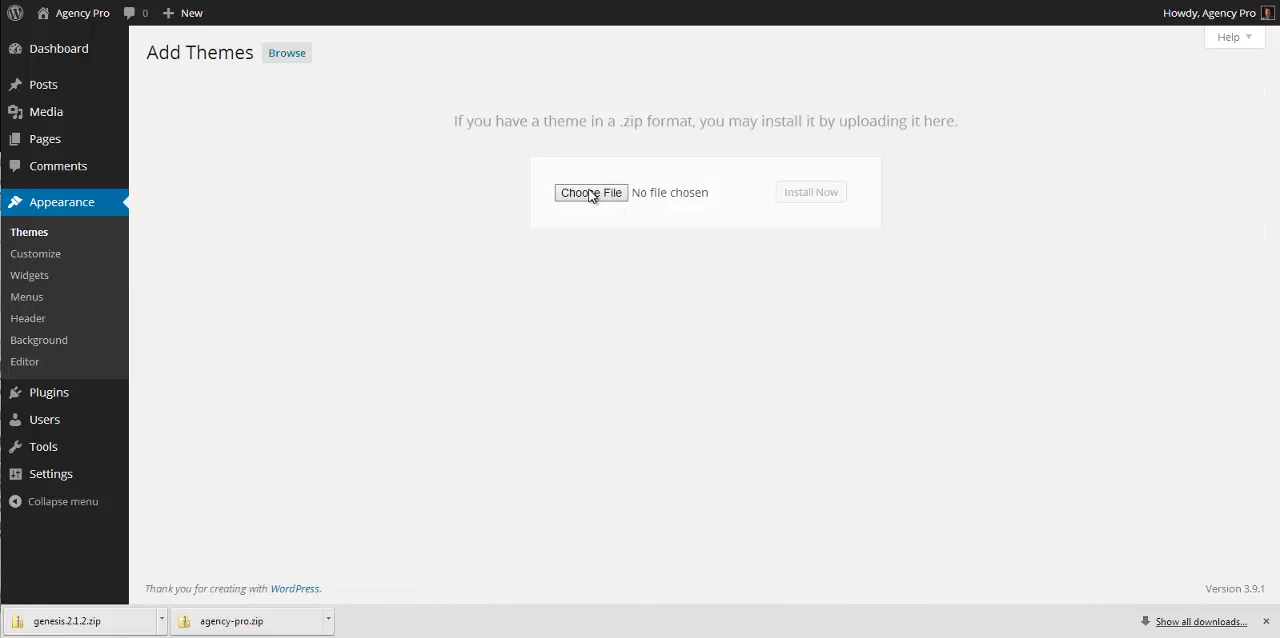 Agency Pro 0 New Howdy, Agency Pro
Help
Dashboard
Posts
Media
Pages
Comments
Appearance
Themes
Customize
Widgets
Menus
Header
Background
Editor
Plugins
Users
Tools
Settings
Collapse menu
Add Themes Browse
If you have a theme in a .zip format, you may install it by uploading it here.
Choose File No file chosen Install Now
Thank you for creating with WordPress. Version 3.9.1
genesis.2.1.2.zip agency-pro.zip Show all downloads...